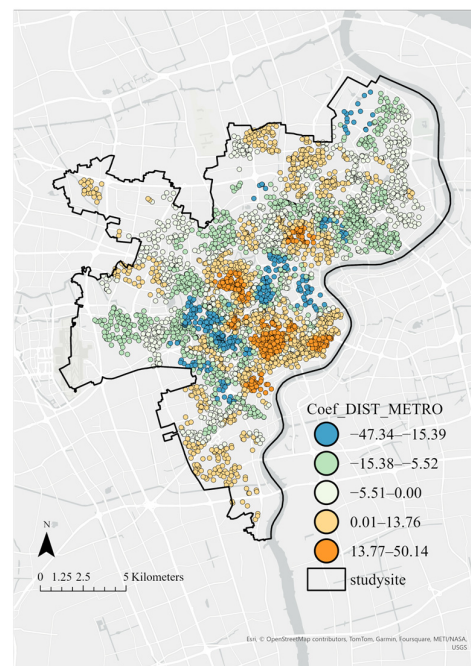 Coef_DIST_METRO
−47.34–−15.39
−15.38–−5.52
−5.51–0.00
0.01–13.76
13.77–50.14
studysite
N
0 1.25 2.5 5 Kilometers
Esri, © OpenStreetMap contributors, TomTom, Garmin, Foursquare, METI/NASA,
USGS